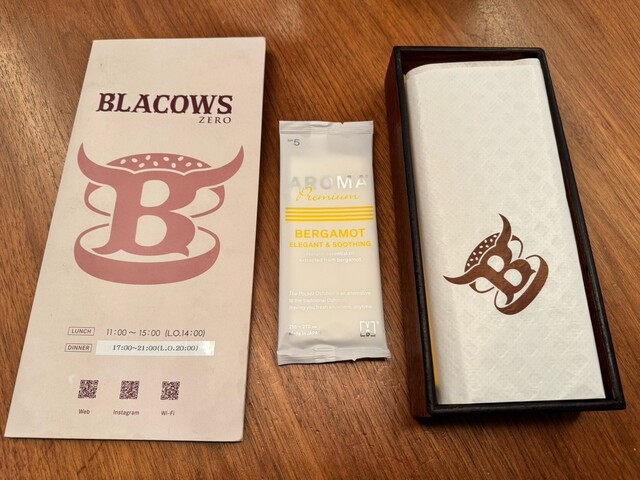 BLACOWS
ZERO
B
LUNCH 11:00～15:00 (L.O.14:00)
DINNER 17:00~21:00(L.O.20:00)
Web Instagram Wi-Fi
5
AROMA
Premium
BERGAMOT
ELEGANT & SOOTHING
B